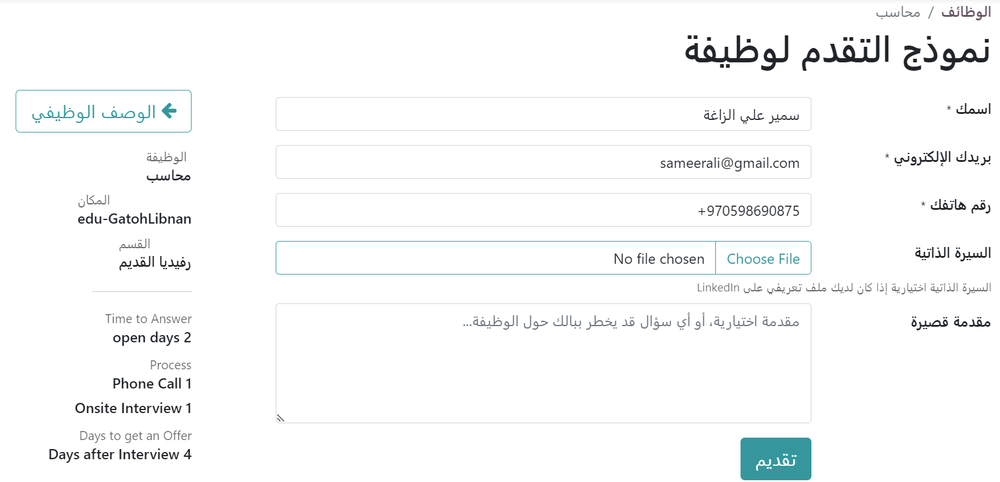 الوظائف / محاسب
نموذج التقدم لوظيفة
اسمك *
سمير علي الزاغة
بريدك الإلكتروني *
sameerali@gmail.com
رقم هاتفك *
+970598690875
السيرة الذاتية
Choose File No file chosen
السيرة الذاتية اختيارية إذا كان لديك ملف تعريفي على LinkedIn
مقدمة قصيرة
مقدمة اختيارية، أو أي سؤال قد يخطر ببالك حول الوظيفة...
تقديم
الوصف الوظيفي
الوظيفة
محاسب
المكان
edu-GatohLibnan
القسم
رفيديا القديم
Time to Answer
open days 2
Process
Phone Call 1
Onsite Interview 1
Days to get an Offer
Days after Interview 4